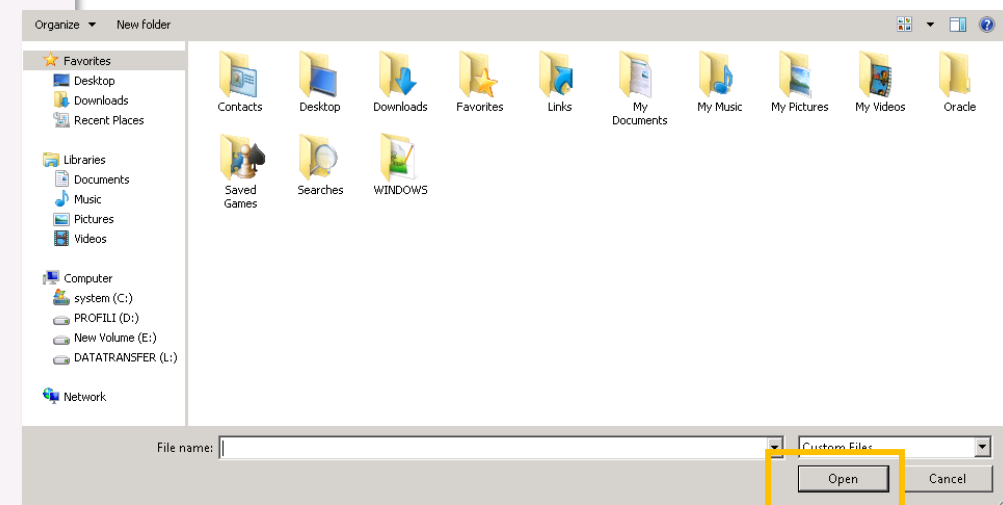 Organize New folder
Favorites
Desktop
Downloads
Recent Places
Libraries
Documents
Music
Pictures
Videos
Computer
system (C:)
PROFILI (D:)
New Volume (E:)
DATATRANSFER (L:)
Network
Contacts Desktop Downloads Favorites Links My Documents My Music My Pictures My Videos Oracle
Saved Games Searches WINDOWS
File name: Custom Files
Open Cancel